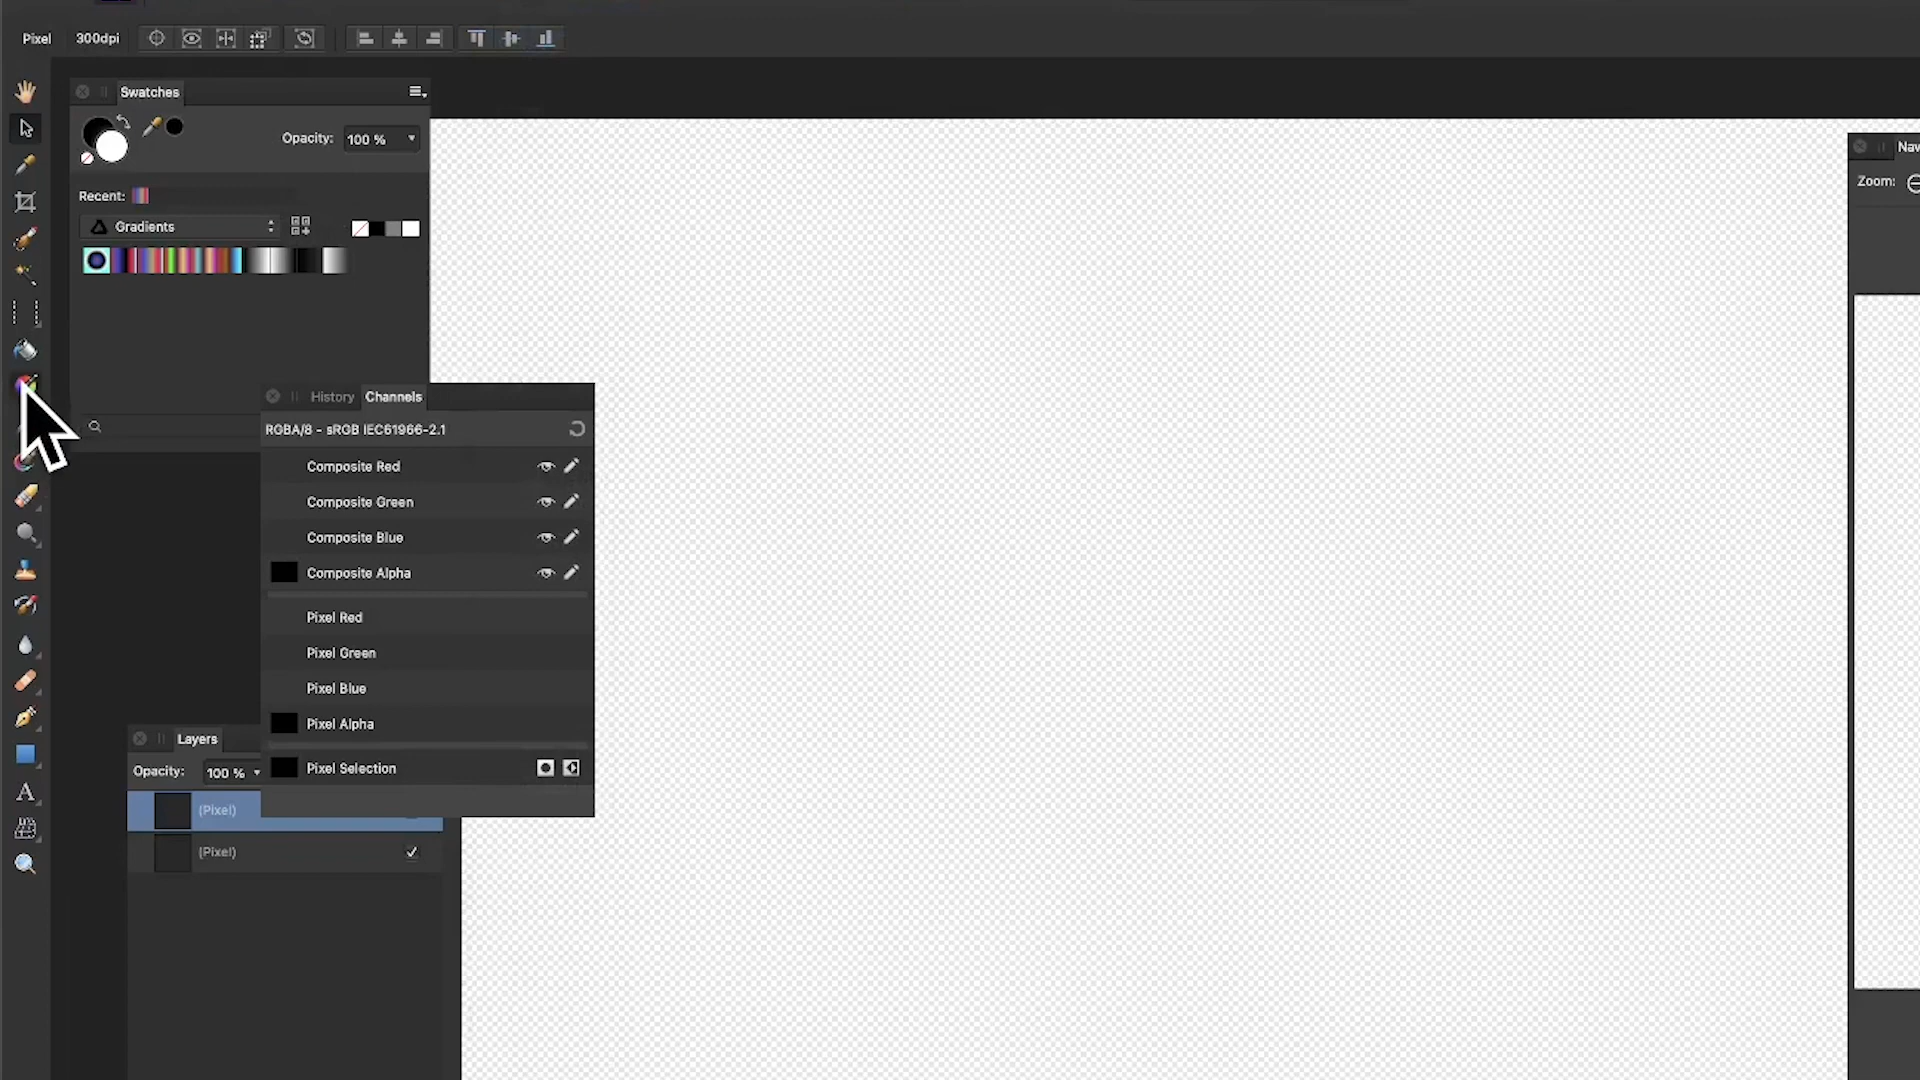 Pixel 300dpi
Swatches
Opacity: 100 %
Recent:
Gradients
Nav
Zoom:
History Channels
RGBA/8 - sRGB IEC61966-2.1
Composite Red
Composite Green
Composite Blue
Composite Alpha
Pixel Red
Pixel Green
Pixel Blue
Pixel Alpha
Pixel Selection
Layers
Opacity: 100 %
(Pixel)
(Pixel)